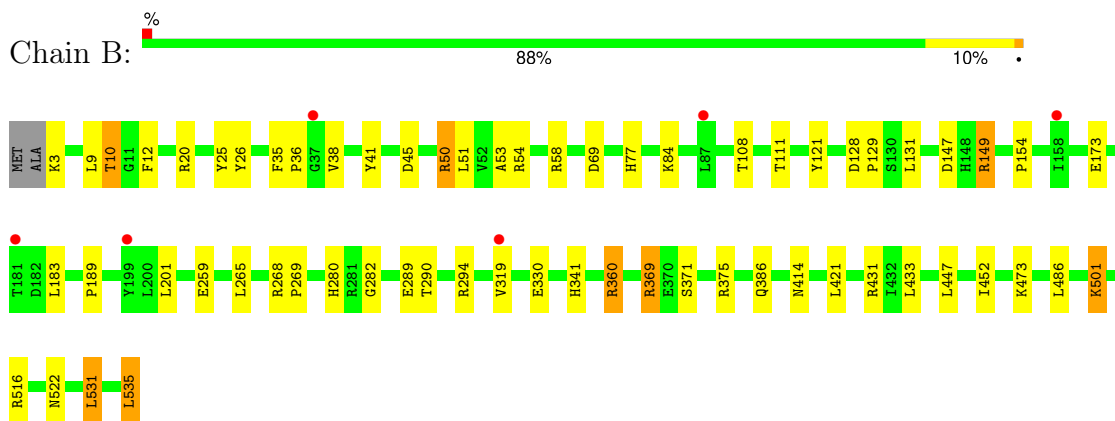 %
Chain B:
88% 10% •
MET ALA K3 L9 T10 G11 F12 R20 Y25 Y26 F35 P36 G37 V38 Y41 D45 R50 L51 V52 A53 R54 R58 D69 H77 K84 L87 T108 T111 Y121 D128 P129 S130 L131 D147 H148 R149 P154 I158 E173
T181 D182 L183 P189 Y199 L200 L201 E259 L265 R268 P269 H280 R281 G282 E289 T290 R294 V319 E330 H341 R360 R369 E370 S371 R375 Q386 N414 L421 R431 I432 L433 L447 I452 K473 L486 K501
R516 N522 L531 L535